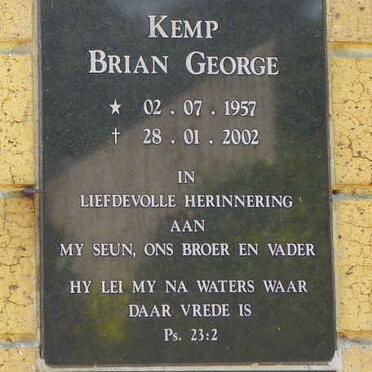 KEMP
BRIAN GEORGE
★ 02 . 07 . 1957
† 28 . 01 . 2002
IN
LIEFDEVOLLE HERINNERING
AAN
MY SEUN, ONS BROER EN VADER
HY LEI MY NA WATERS WAAR
DAAR VREDE IS
Ps. 23:2